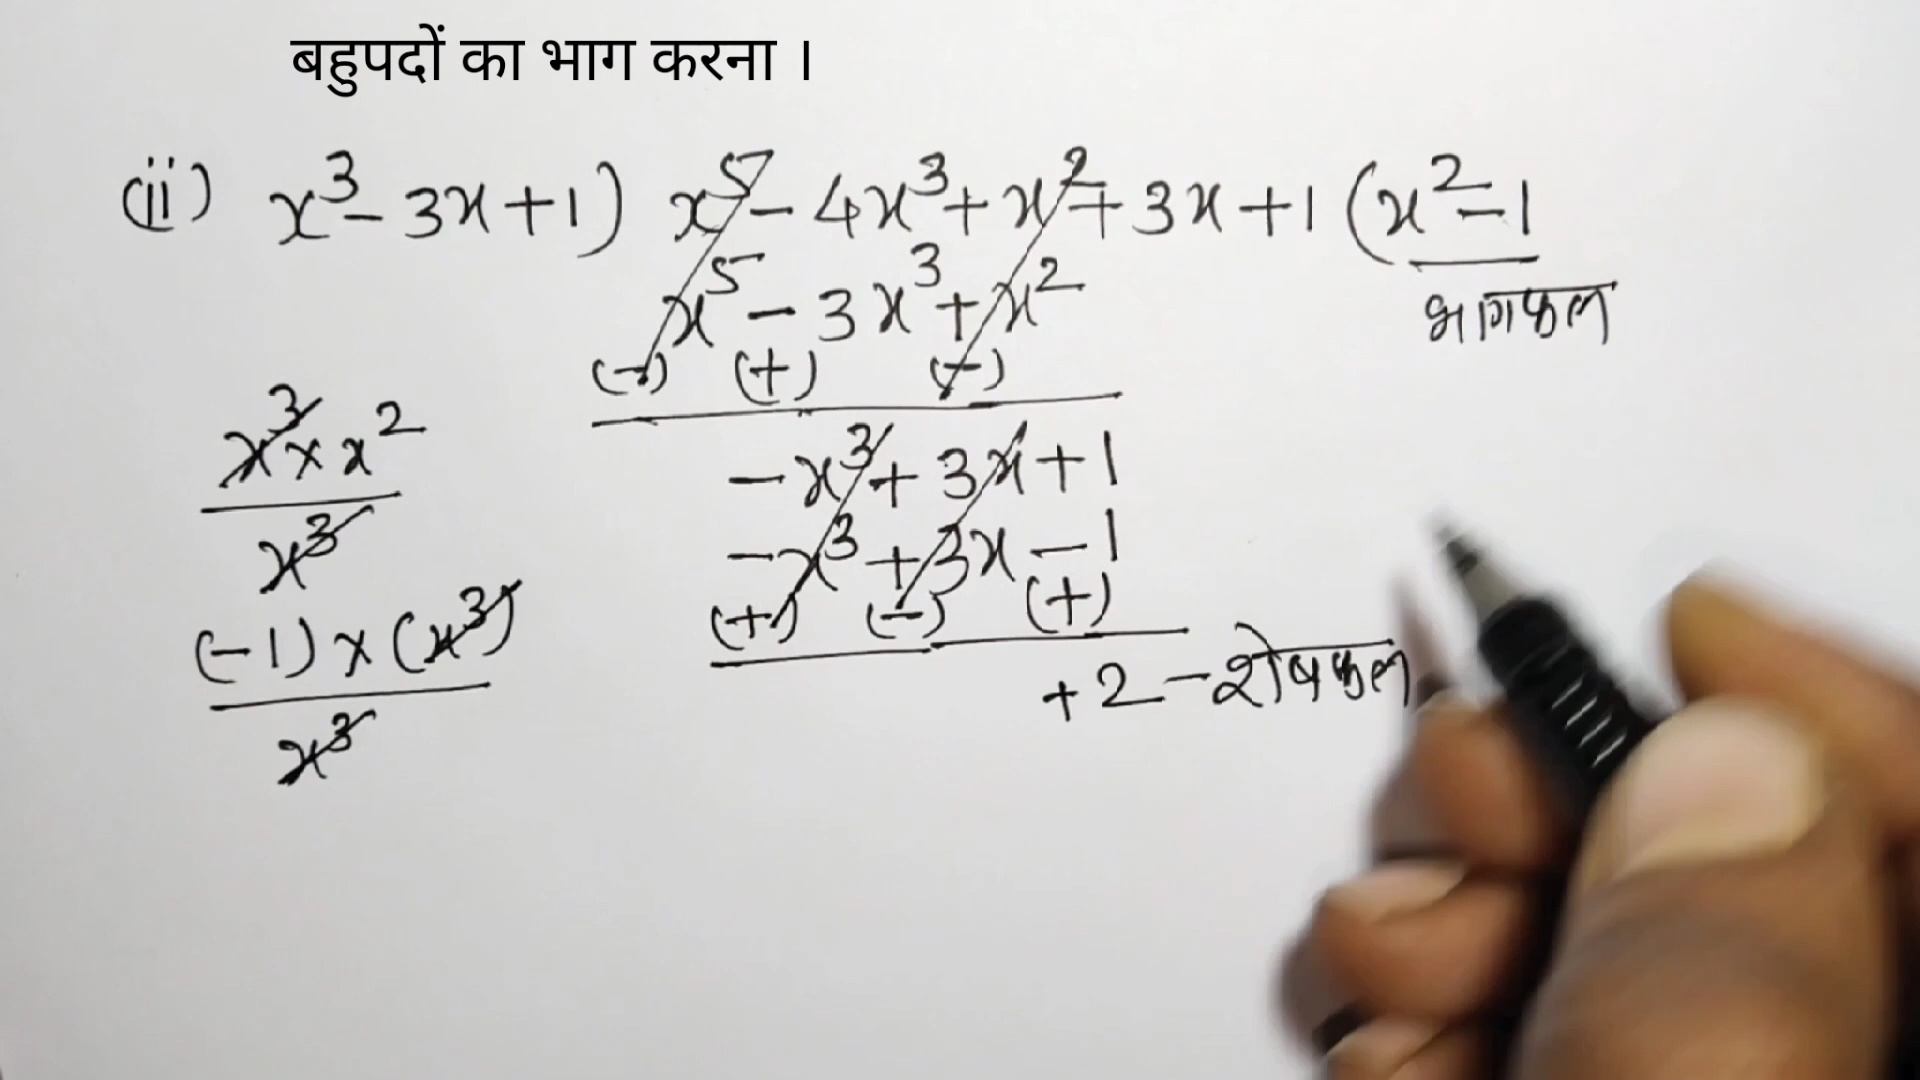 बहुपदों का भाग करना ।
(ii) x³ - 3x + 1) x⁵ - 4x³ + x² + 3x + 1 (x² - 1
भागफल
x⁵ - 3x³ + x²
(-) (+) (-)
- x³ + 3x + 1
- x³ + 3x - 1
(+) (-) (+)
+ 2 - शेषफल
x³ × x²
x³
(-1) × (x³)
x³